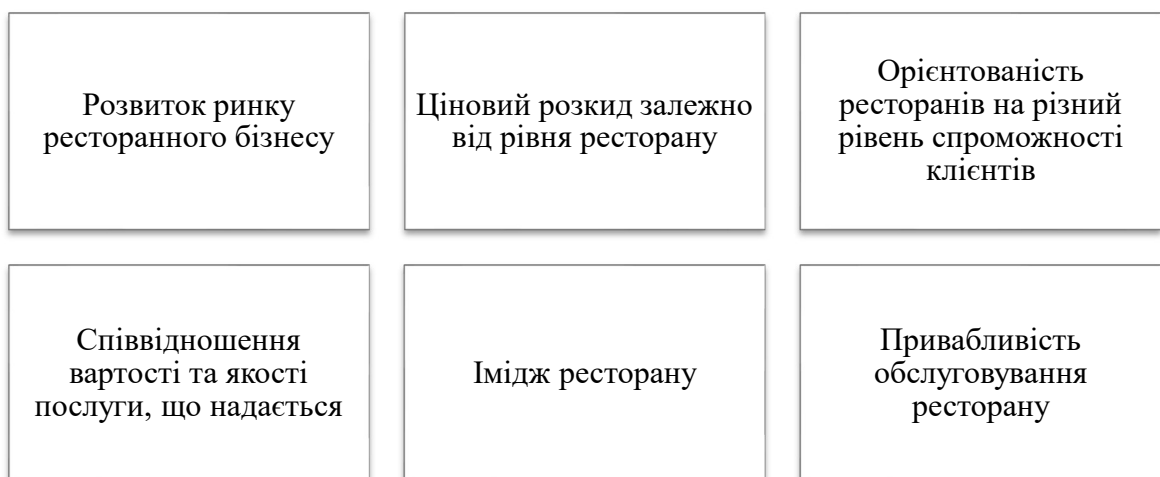 Розвиток ринку
ресторанного бізнесу
Ціновий розкид залежно
від рівня ресторану
Орієнтованість
ресторанів на різний
рівень спроможності
клієнтів
Співвідношення
вартості та якості
послуги, що надається
Імідж ресторану
Привабливість
обслуговування
ресторану